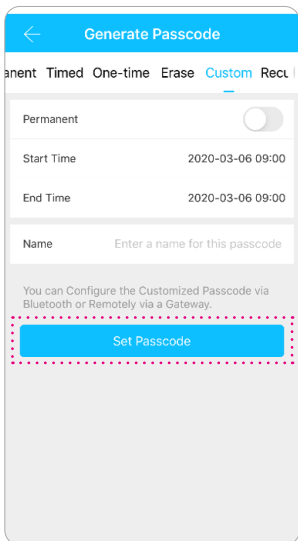 Generate Passcode
anent Timed One-time Erase Custom Recu
Permanent
Start Time 2020-03-06 09:00
End Time 2020-03-06 09:00
Name Enter a name for this passcode
You can Configure the Customized Passcode via
Bluetooth or Remotely via a Gateway.
Set Passcode